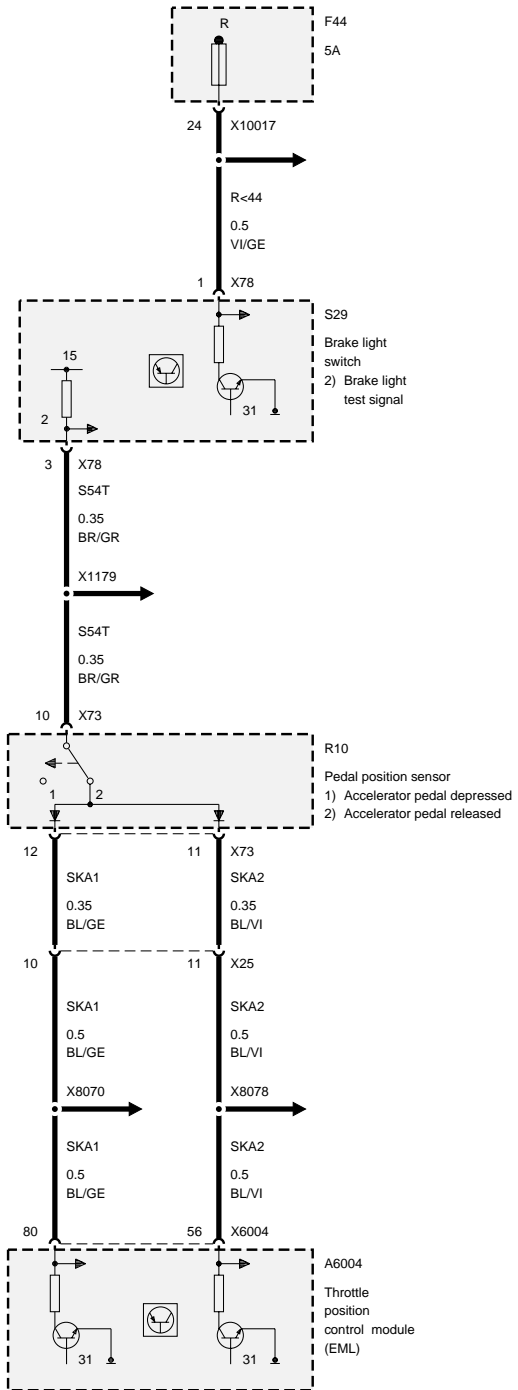 R
F44
5A
24 X10017
R<44
0.5
VI/GE
1 X78
S29
Brake light
switch
2) Brake light
test signal
15
31
2
3 X78
S54T
0.35
BR/GR
X1179
S54T
0.35
BR/GR
10 X73
R10
Pedal position sensor
1) Accelerator pedal depressed
2) Accelerator pedal released
1 2
12 11 X73
SKA1 SKA2
0.35 0.35
BL/GE BL/VI
10 11 X25
SKA1 SKA2
0.5 0.5
BL/GE BL/VI
X8070 X8078
SKA1 SKA2
0.5 0.5
BL/GE BL/VI
80 56 X6004
A6004
Throttle
position
control module
(EML)
31 31